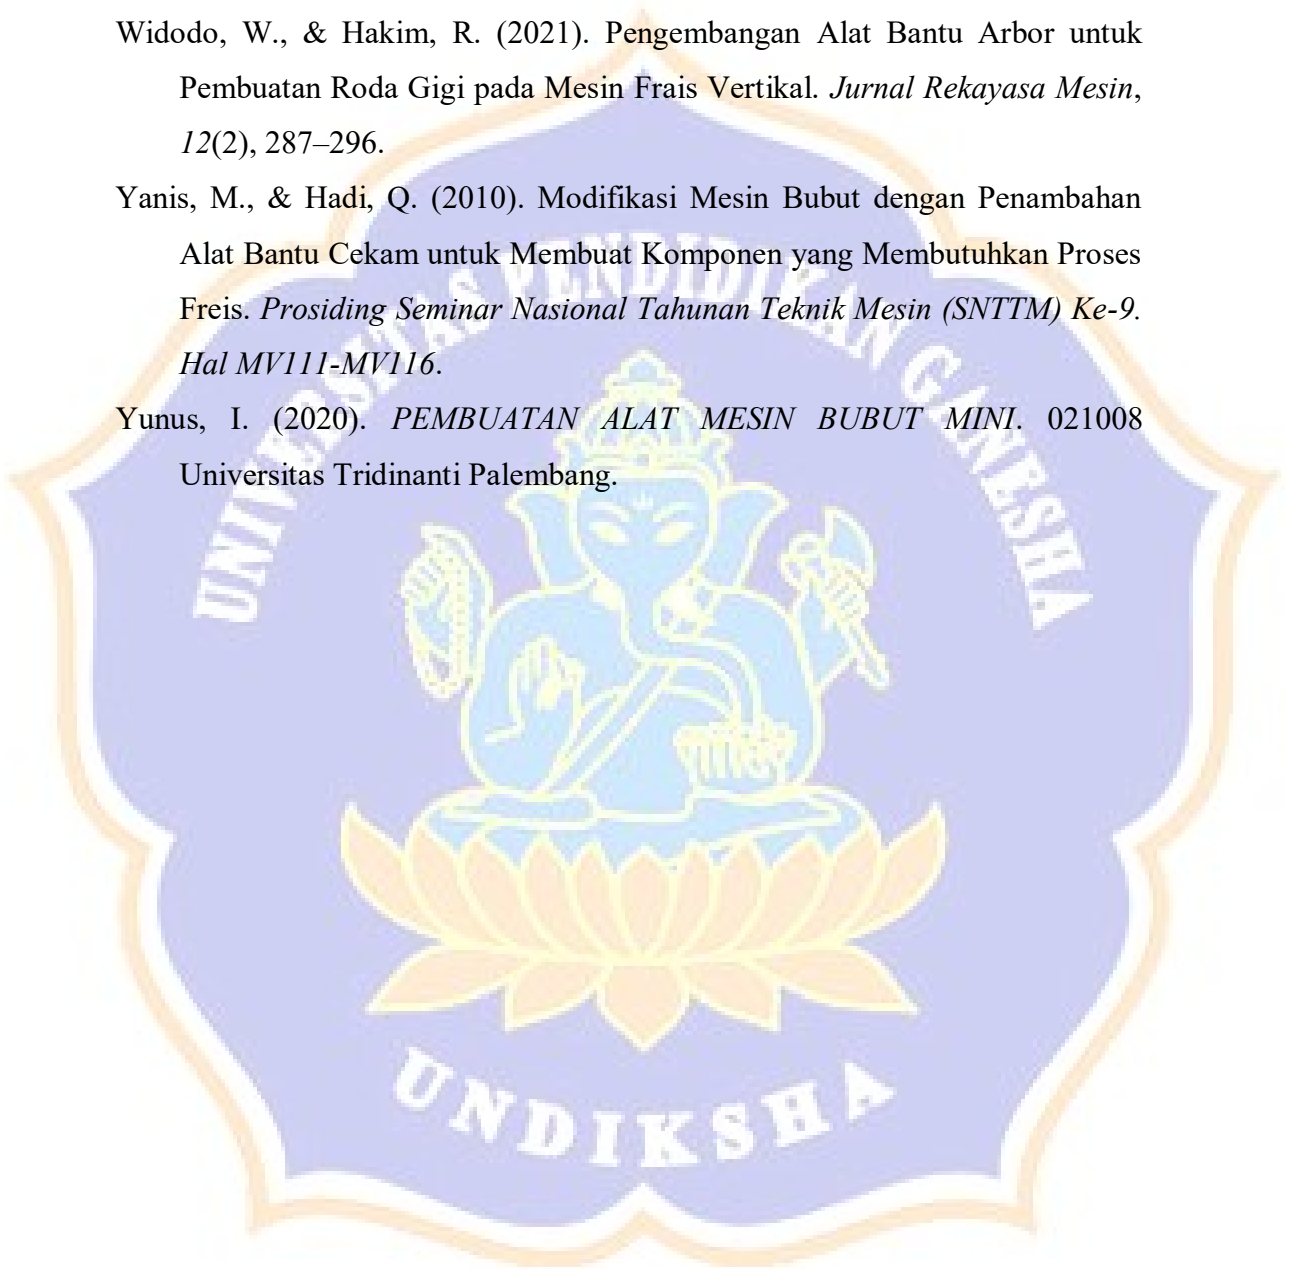 Widodo, W., & Hakim, R. (2021). Pengembangan Alat Bantu Arbor untuk
Pembuatan Roda Gigi pada Mesin Frais Vertikal. Jurnal Rekayasa Mesin,
12(2), 287–296.
Yanis, M., & Hadi, Q. (2010). Modifikasi Mesin Bubut dengan Penambahan
Alat Bantu Cekam untuk Membuat Komponen yang Membutuhkan Proses
Freis. Prosiding Seminar Nasional Tahunan Teknik Mesin (SNTTM) Ke-9.
Hal MV111-MV116.
Yunus, I. (2020). PEMBUATAN ALAT MESIN BUBUT MINI. 021008
Universitas Tridinanti Palembang.
UNIVERSITAS PENDIDIKAN GANESHA
UNDIKSHA